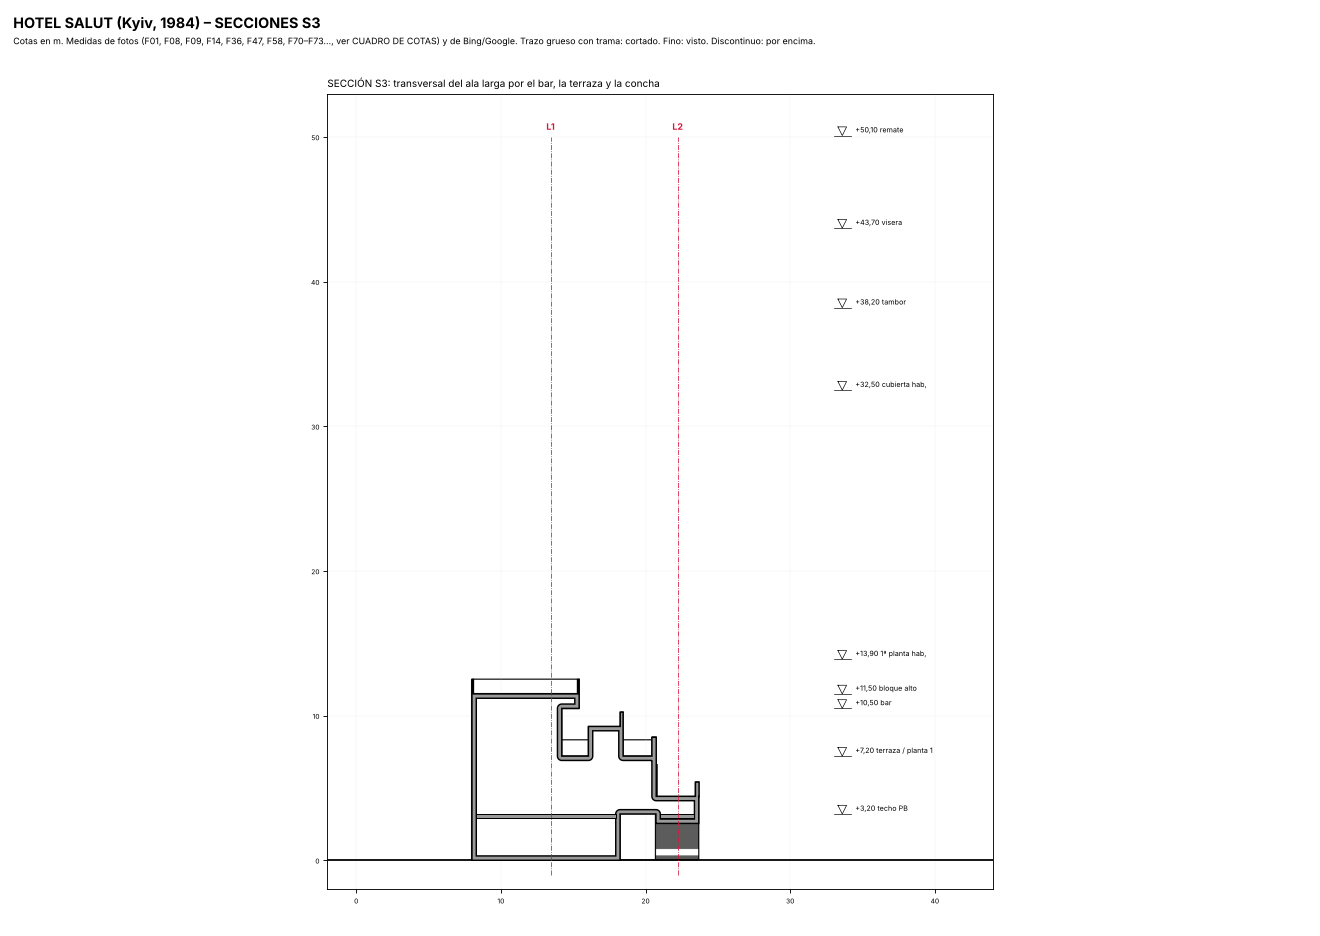 HOTEL SALUT (Kyiv, 1984) – SECCIONES S3
Cotas en m. Medidas de fotos (F01, F08, F09, F14, F36, F47, F58, F70–F73..., ver CUADRO DE COTAS) y de Bing/Google. Trazo grueso con trama: cortado. Fino: visto. Discontinuo: por encima.
SECCIÓN S3: transversal del ala larga por el bar, la terraza y la concha
L1
L2
+50,10 remate
50
+43,70 visera
+38,20 tambor
40
+32,50 cubierta hab,
30
20
+13,90 1ª planta hab,
+11,50 bloque alto
+10,50 bar
10
+7,20 terraza / planta 1
+3,20 techo PB
0
0
10
20
30
40